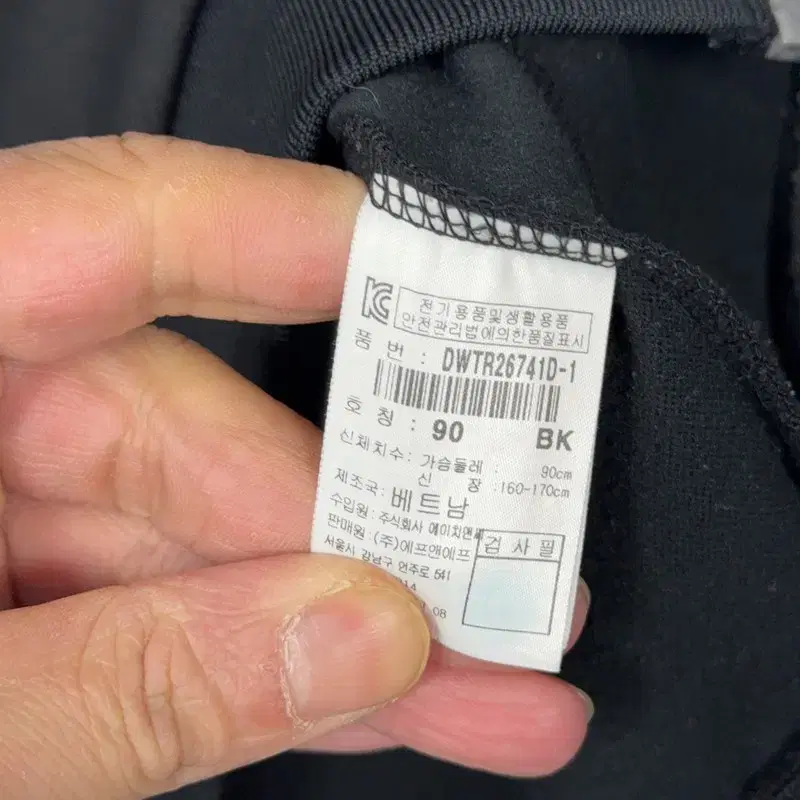 전기용품및생활용품
안전관리법에의한품질표시
품 번 : DWTR26741D-1
호 칭 : 90 BK
신체치수 : 가슴둘레 : 90cm
신 장 :160-170cm
제조국 : 베트남
수입원 : 주식회사 에이치앤
판매원 : (주)에프앤에프
검 사 필
서울시 강남구 언주로 541
08